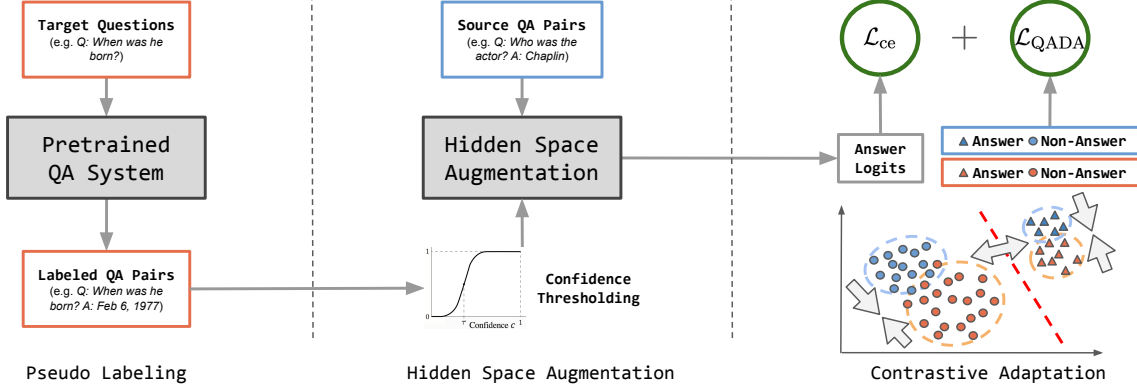 Target Questions
(e.g. Q: When was he
born?)
Pretrained
QA System
Labeled QA Pairs
(e.g. Q: When was he
born? A: Feb 6, 1977)
Pseudo Labeling
Source QA Pairs
(e.g. Q: Who was the
actor? A: Chaplin)
Hidden Space
Augmentation
1
0
τ
Confidence c
1
Confidence
Thresholding
Hidden Space Augmentation
ℒce + ℒQADA
Answer
Logits
Answer Non-Answer
Answer Non-Answer
Contrastive Adaptation